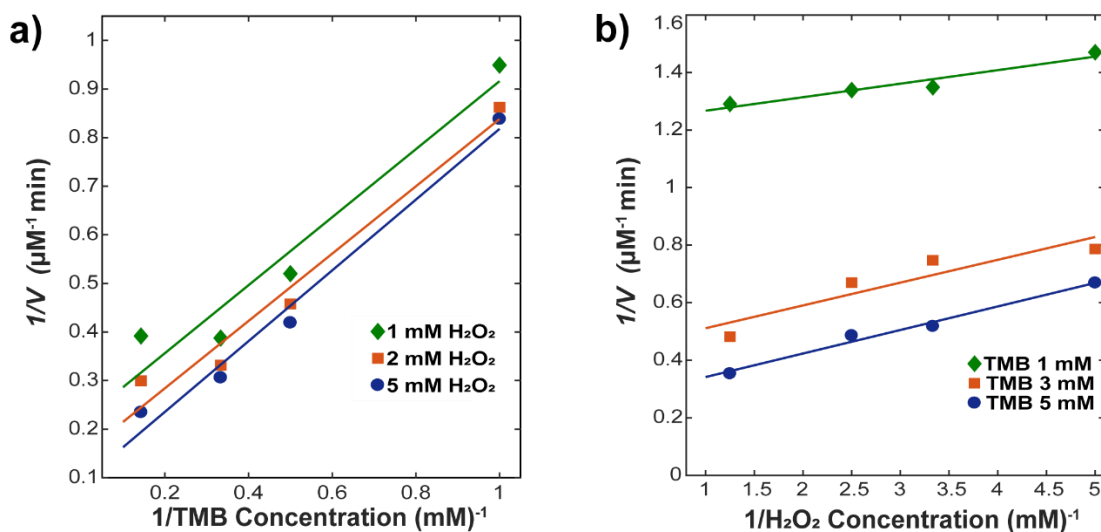 a)
1
0.9
0.8
0.7
0.6
0.5
0.4
0.3
0.2
0.1
1/V (µM⁻¹ min)
0.2
0.4
0.6
0.8
1
1/TMB Concentration (mM)⁻¹
1 mM H₂O₂
2 mM H₂O₂
5 mM H₂O₂
b)
1.6
1.4
1.2
1
0.8
0.6
0.4
0.2
0
1/V (µM⁻¹ min)
1
1.5
2
2.5
3
3.5
4
4.5
5
1/H₂O₂ Concentration (mM)⁻¹
TMB 1 mM
TMB 3 mM
TMB 5 mM